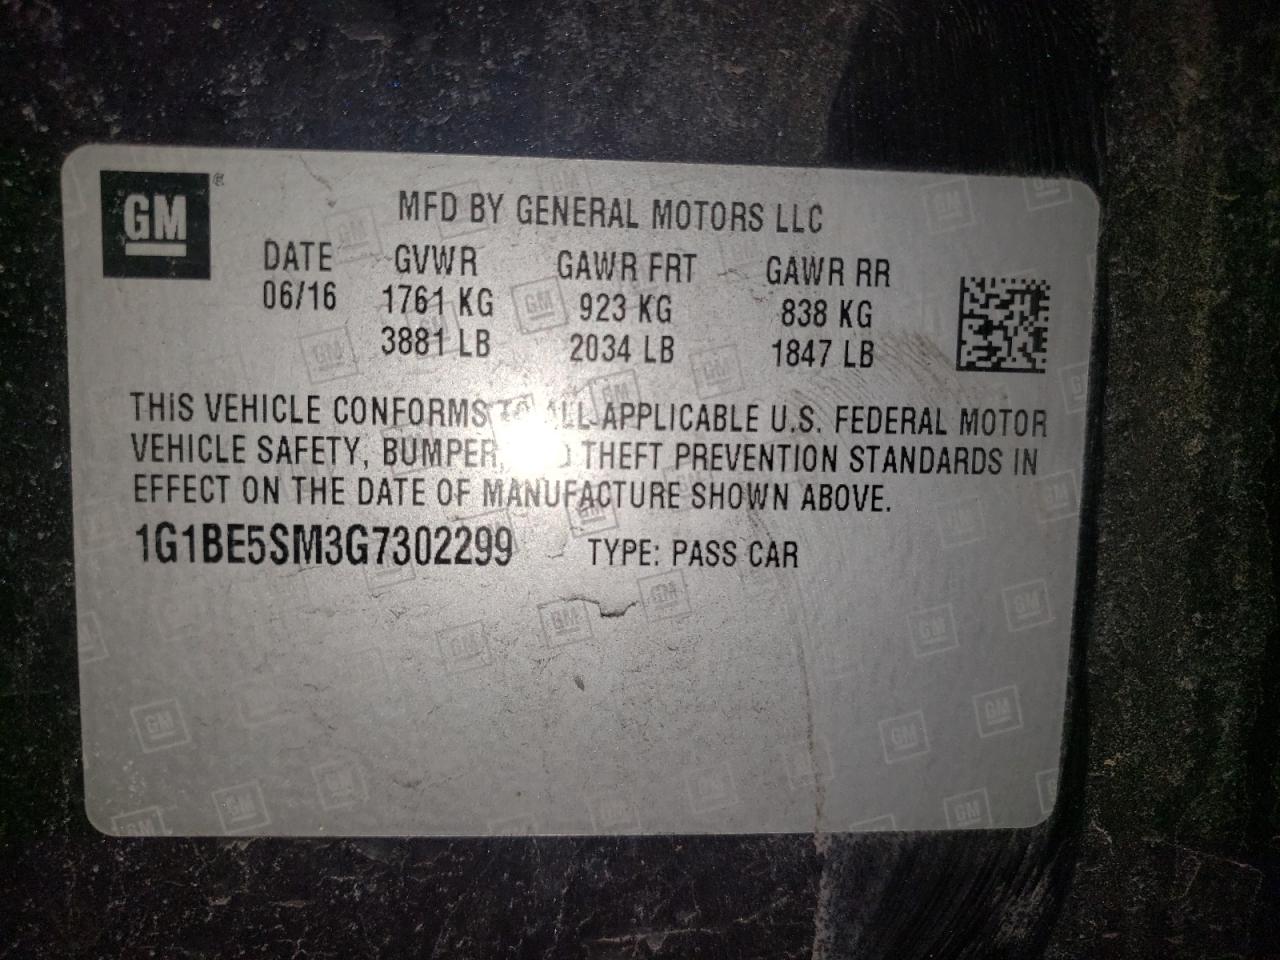 GM
MFD BY GENERAL MOTORS LLC
DATE GVWR GAWR FRT GAWR RR
06/16 1761 KG 923 KG 838 KG
3881 LB 2034 LB 1847 LB
THIS VEHICLE CONFORMS TO ALL APPLICABLE U.S. FEDERAL MOTOR
VEHICLE SAFETY, BUMPER, THEFT PREVENTION STANDARDS IN
EFFECT ON THE DATE OF MANUFACTURE SHOWN ABOVE.
1G1BE5SM3G7302299 TYPE: PASS CAR